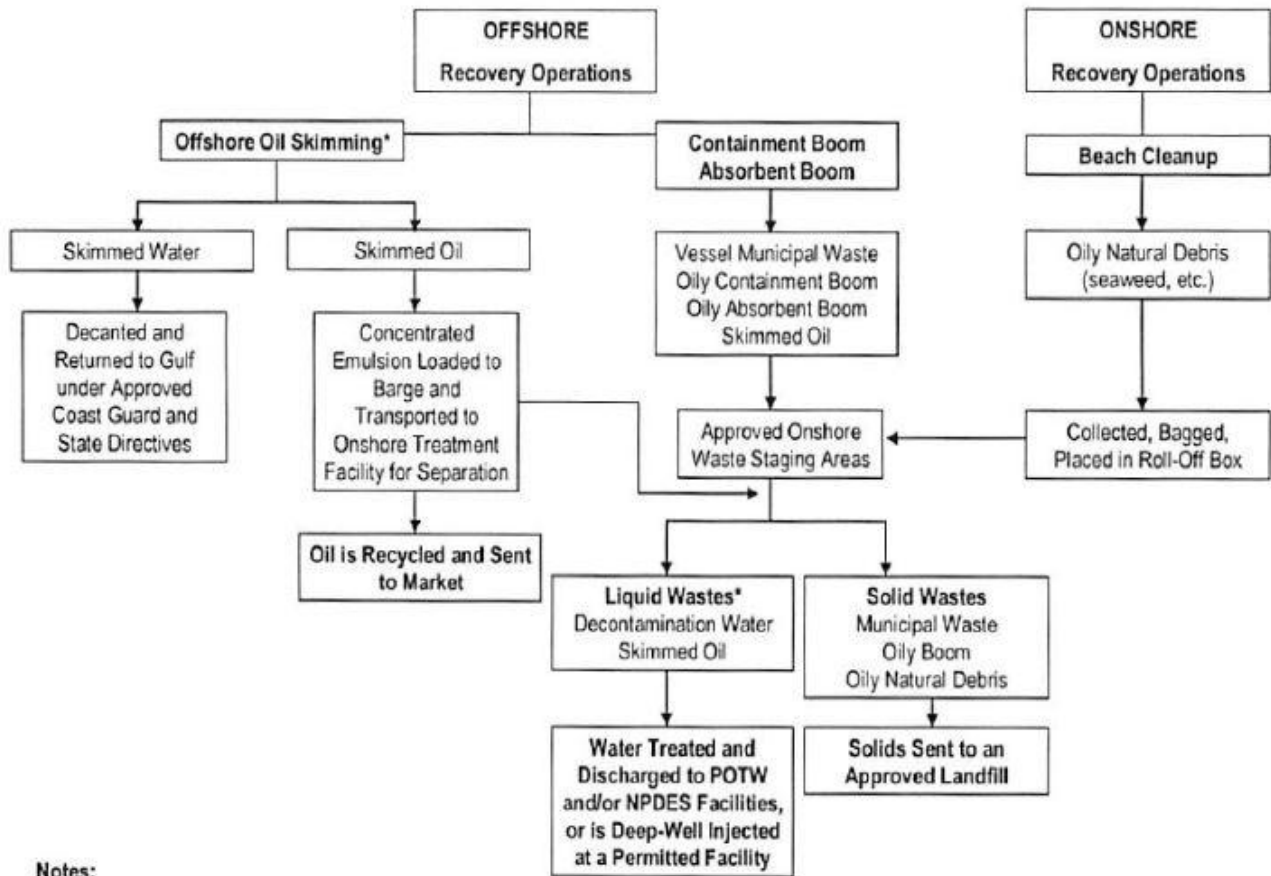 OFFSHORE
Recovery Operations
ONSHORE
Recovery Operations
Offshore Oil Skimming*
Containment Boom
Absorbent Boom
Beach Cleanup
Skimmed Water
Skimmed Oil
Vessel Municipal Waste
Oily Containment Boom
Oily Absorbent Boom
Skimmed Oil
Oily Natural Debris
(seaweed, etc.)
Decanted and
Returned to Gulf
under Approved
Coast Guard and
State Directives
Concentrated
Emulsion Loaded to
Barge and
Transported to
Onshore Treatment
Facility for Separation
Approved Onshore
Waste Staging Areas
Collected, Bagged,
Placed in Roll-Off Box
Oil is Recycled and Sent
to Market
Liquid Wastes*
Decontamination Water
Skimmed Oil
Solid Wastes
Municipal Waste
Oily Boom
Oily Natural Debris
Water Treated and
Discharged to POTW
and/or NPDES Facilities,
or is Deep-Well Injected
at a Permitted Facility
Solids Sent to an
Approved Landfill
Notes: